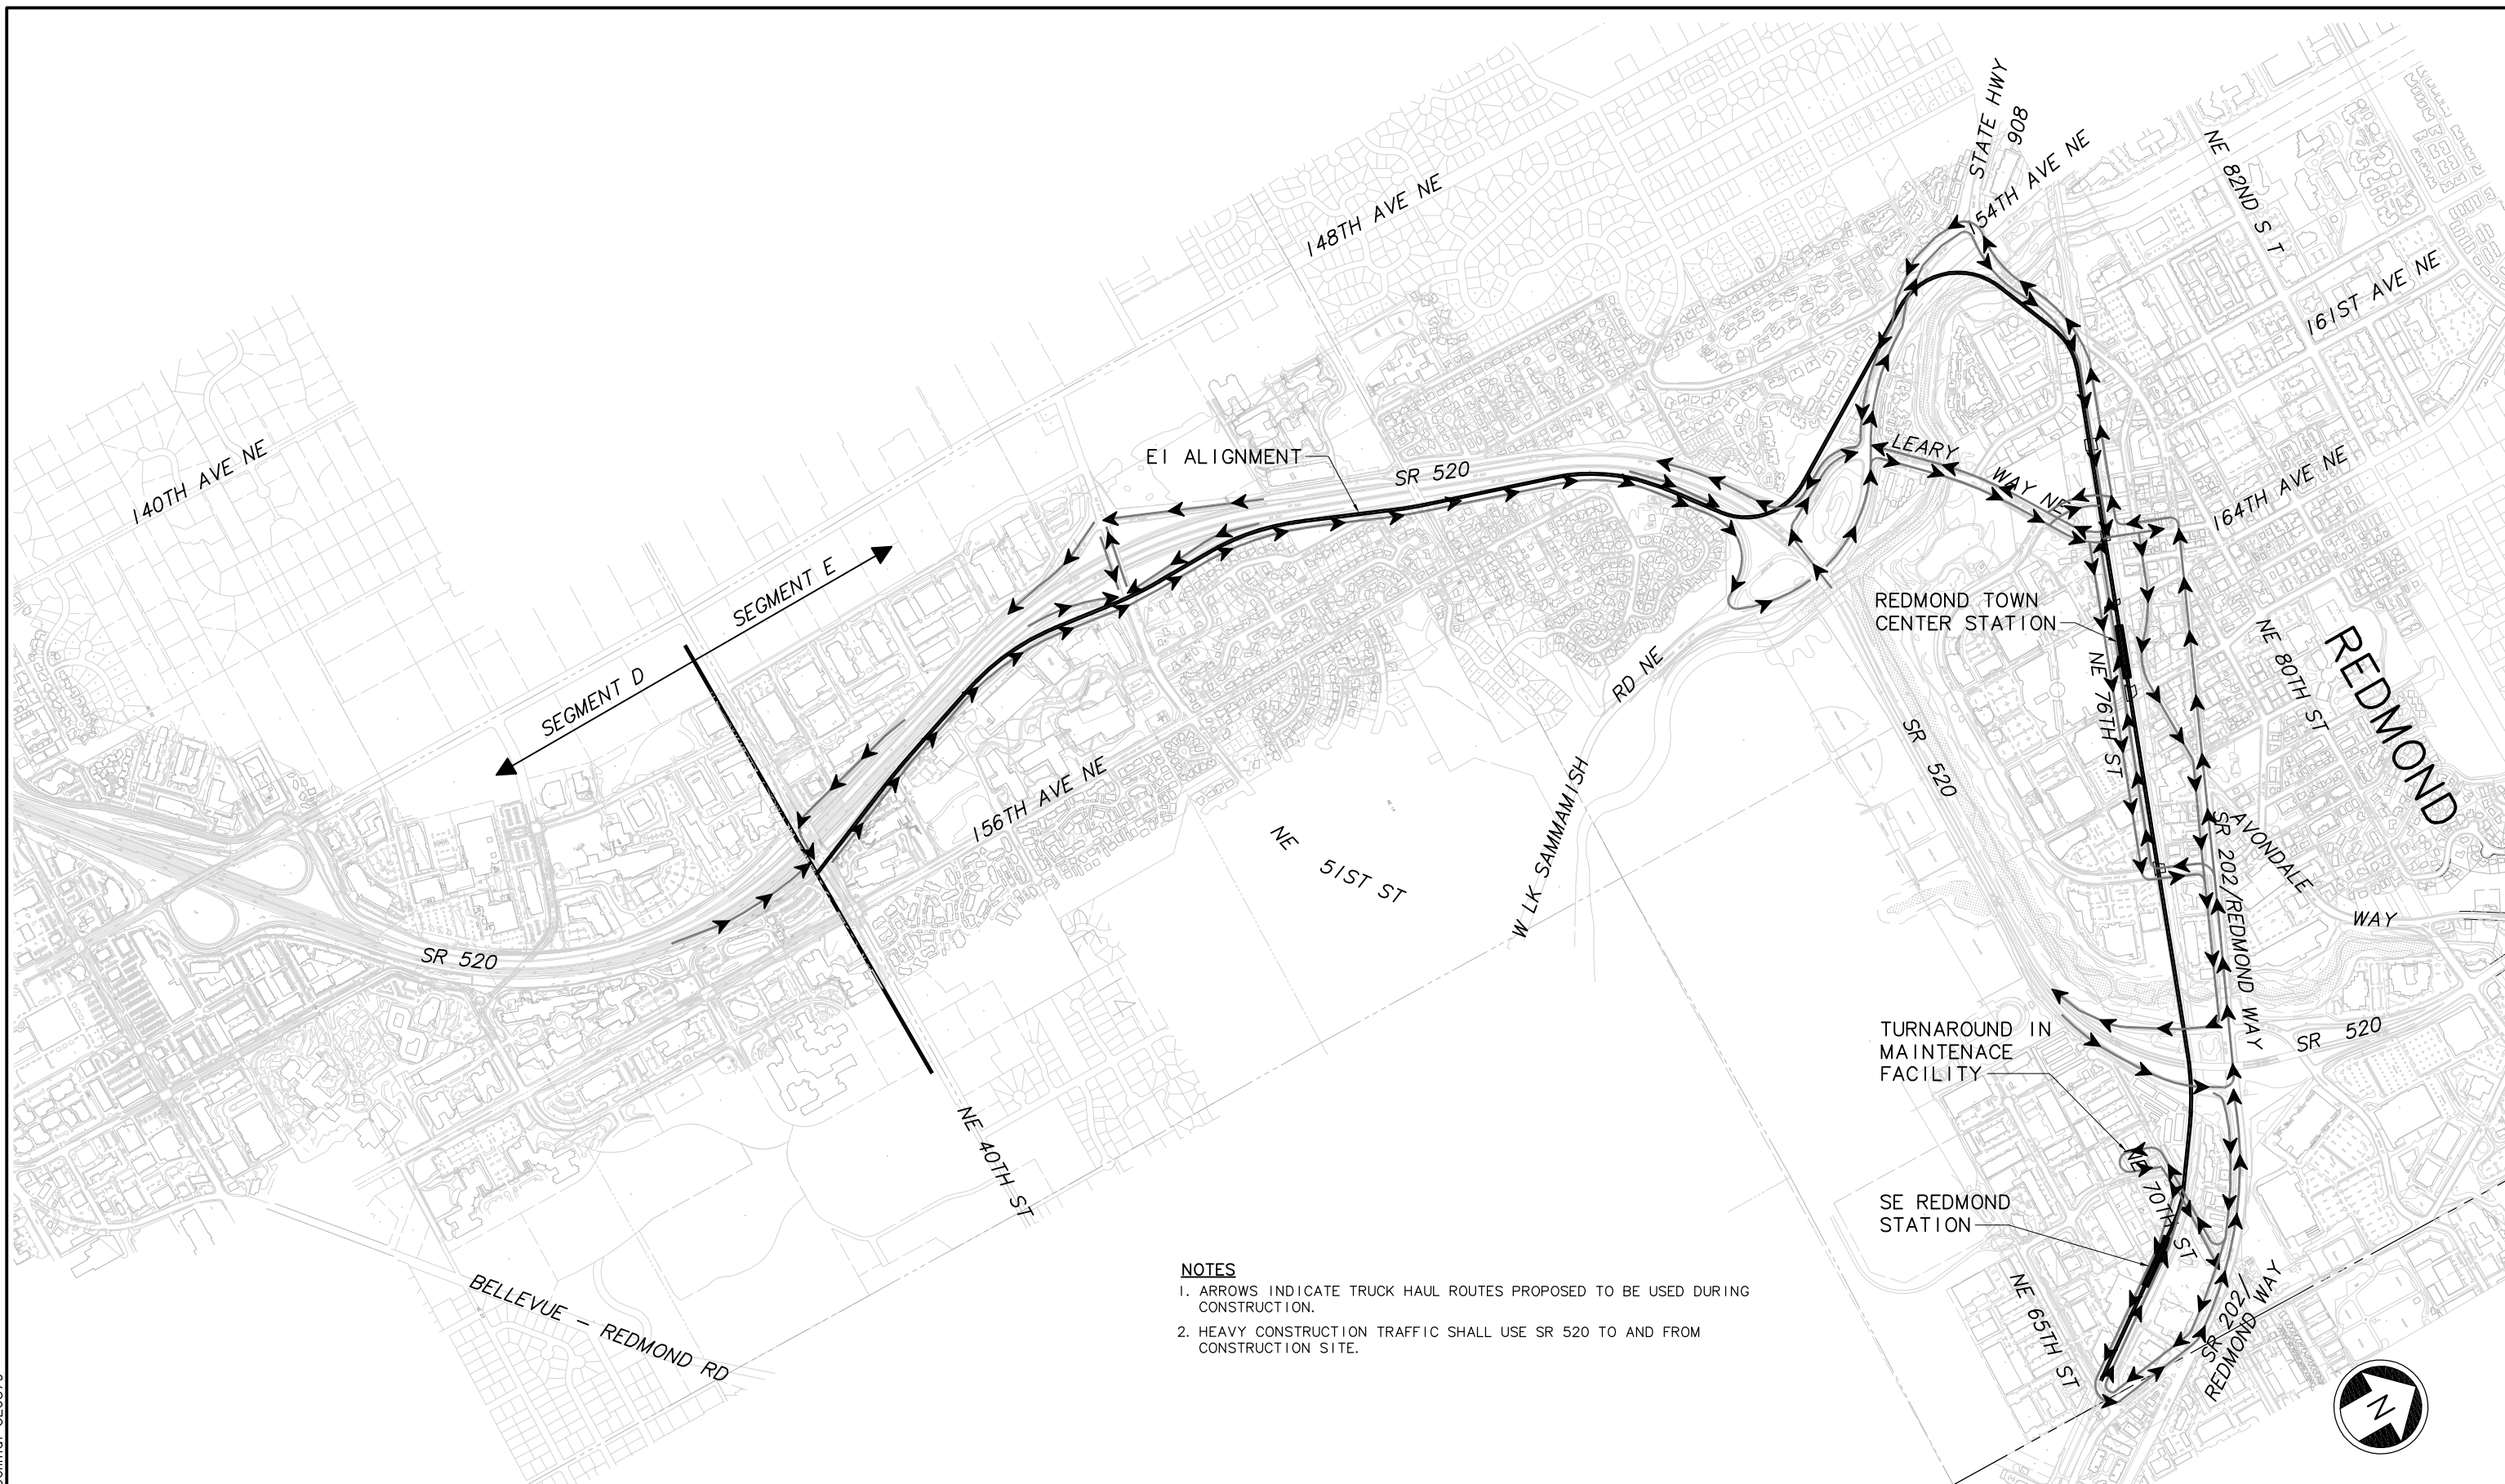 STATE HWY
908
154TH AVE NE
NE 82ND S T
148TH AVE NE
161ST AVE NE
140TH AVE NE
E1 ALIGNMENT
SR 520
LEARY
WAY NE
164TH AVE NE
SEGMENT E
SEGMENT D
REDMOND TOWN
CENTER STATION
NE 80TH ST
REDMOND
RD NE
W LK SAMMAMISH
NE 76TH ST
SR 520
156TH AVE NE
NE 51ST ST
AVONDALE
WAY
SR 202/REDMOND WAY
SR 520
SR 520
TURNAROUND IN
MAINTENACE
FACILITY
NE 70TH ST
NE 40TH ST
SE REDMOND
STATION
NE 65TH ST
SR 202/
REDMOND WAY
BELLEVUE – REDMOND RD
NOTES
1. ARROWS INDICATE TRUCK HAUL ROUTES PROPOSED TO BE USED DURING
CONSTRUCTION.
2. HEAVY CONSTRUCTION TRAFFIC SHALL USE SR 520 TO AND FROM
CONSTRUCTION SITE.
N